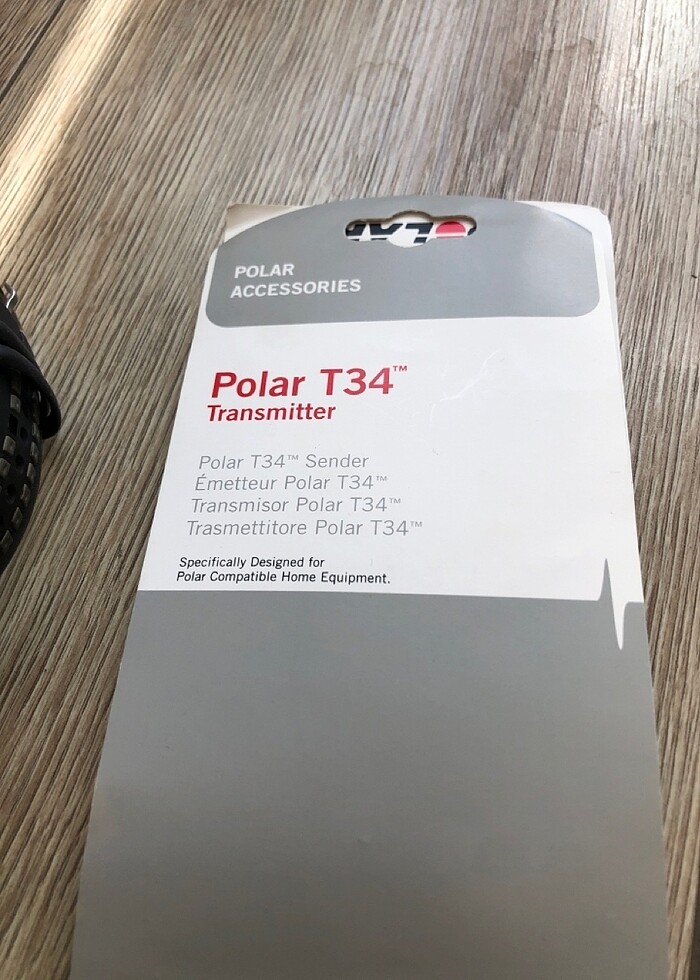 POLAR
ACCESSORIES
Polar T34™
Transmitter
Polar T34™ Sender
Émetteur Polar T34™
Transmisor Polar T34™
Trasmettitore Polar T34™
Specifically Designed for
Polar Compatible Home Equipment.